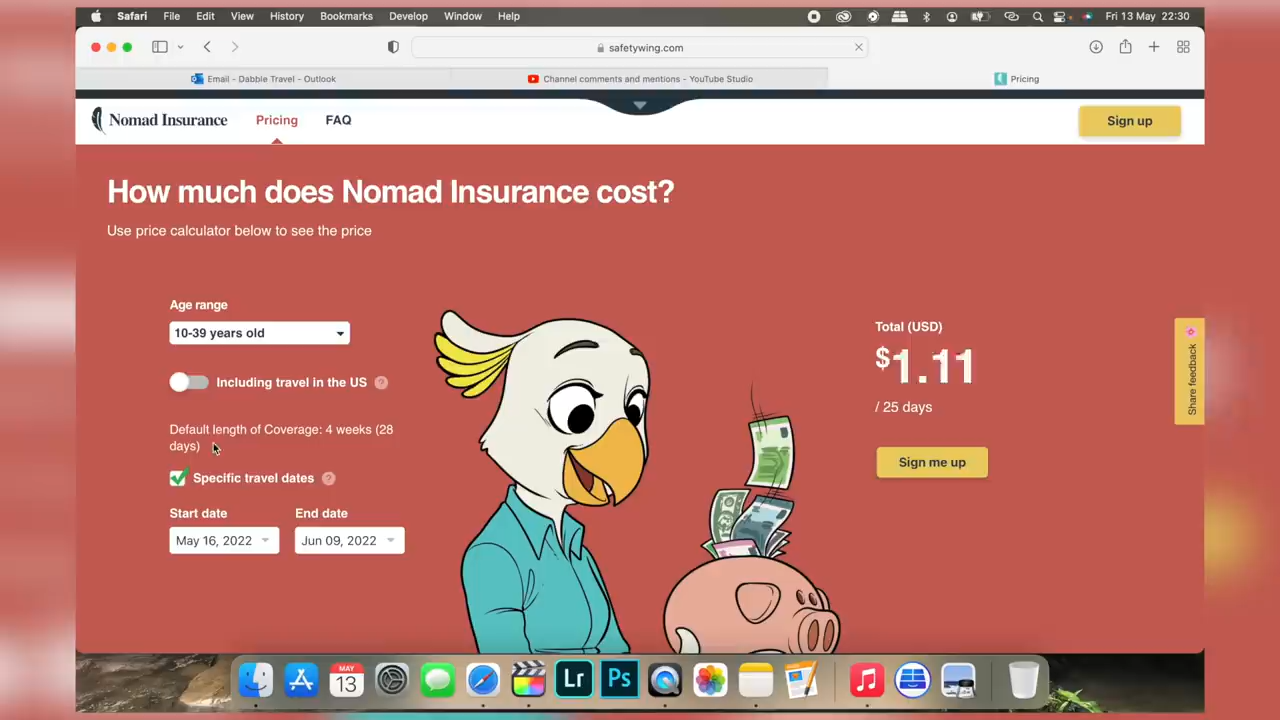 Safari File Edit View History Bookmarks Develop Window Help Fri 13 May 22:30
safetywing.com
Email - Dabble Travel - Outlook Channel comments and mentions - YouTube Studio Pricing
Nomad Insurance Pricing FAQ Sign up
How much does Nomad Insurance cost?
Use price calculator below to see the price
Age range
10-39 years old
Including travel in the US ?
Default length of Coverage: 4 weeks (28
days)
Specific travel dates ?
Start date End date
May 16, 2022 Jun 09, 2022
Total (USD)
$1.11
/ 25 days
Sign me up
Share feedback
MAY
13
Lr Ps